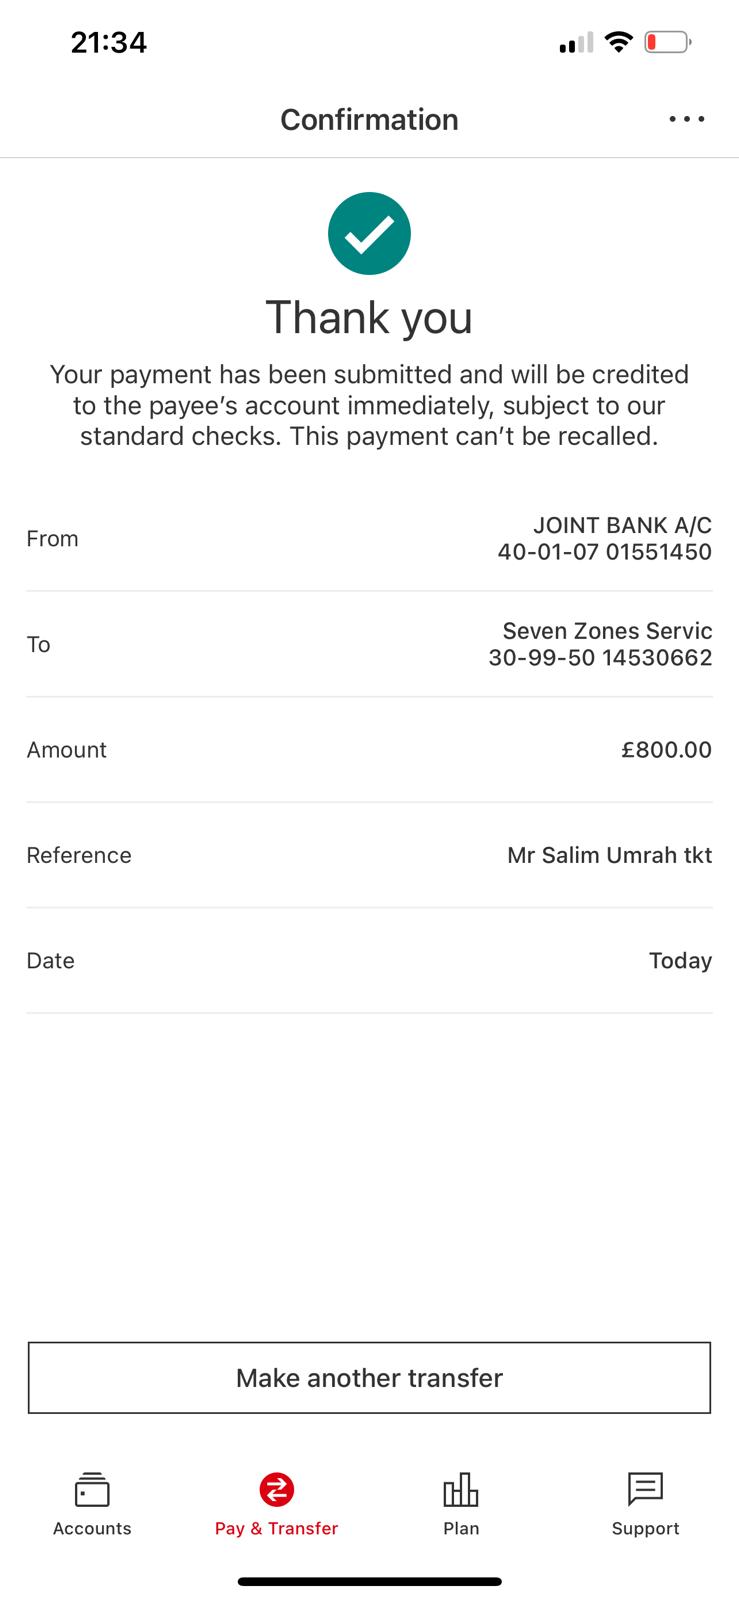 21:34
Confirmation
Thank you
Your payment has been submitted and will be credited
to the payee’s account immediately, subject to our
standard checks. This payment can’t be recalled.
From
JOINT BANK A/C
40-01-07 01551450
To
Seven Zones Servic
30-99-50 14530662
Amount
£800.00
Reference
Mr Salim Umrah tkt
Date
Today
Make another transfer
Accounts
Pay & Transfer
Plan
Support